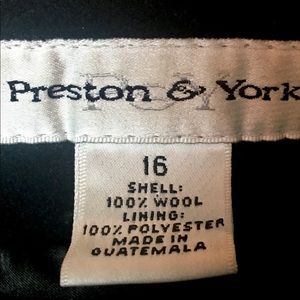 Preston & York
16
SHELL:
100% WOOL
LINING:
100% POLYESTER
MADE IN
GUATEMALA